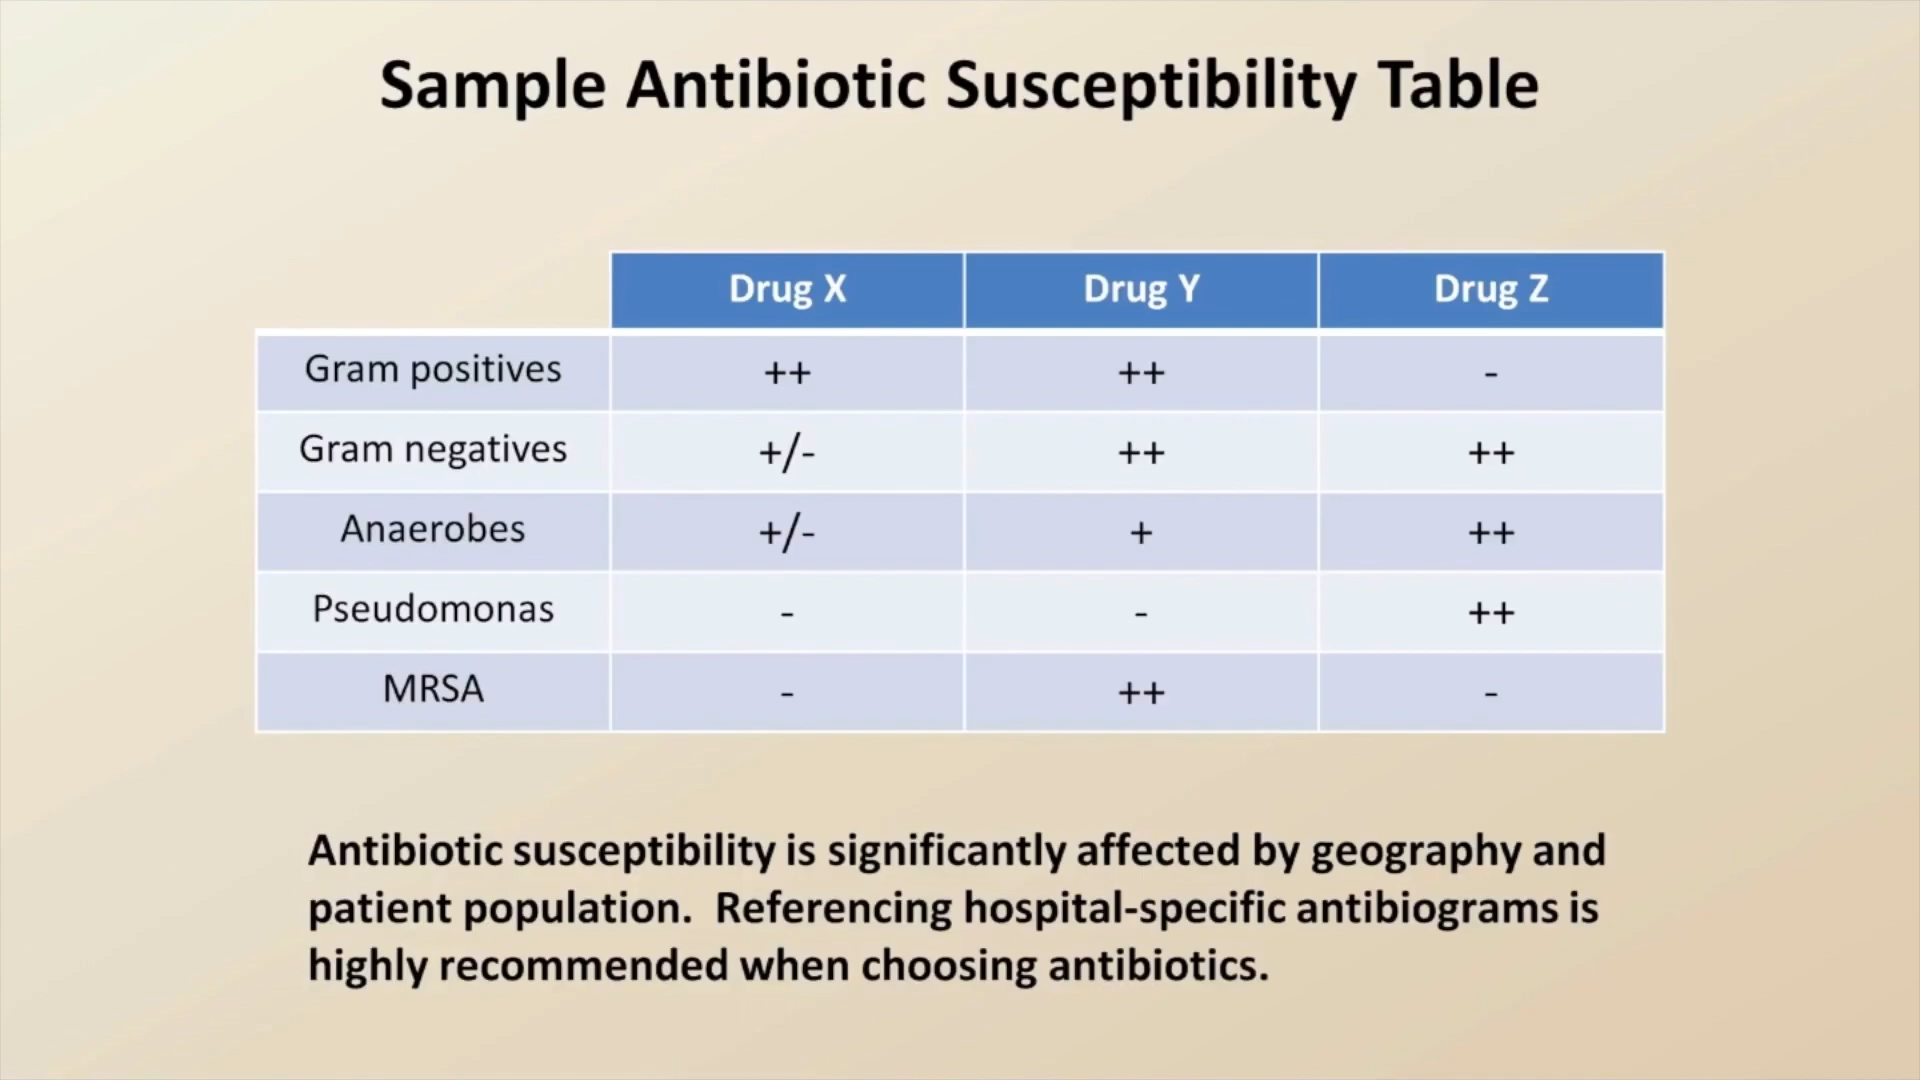 Sample Antibiotic Susceptibility Table
Drug X Drug Y Drug Z
Gram positives ++ ++ -
Gram negatives +/- ++ ++
Anaerobes +/- + ++
Pseudomonas - - ++
MRSA - ++ -
Antibiotic susceptibility is significantly affected by geography and
patient population.  Referencing hospital-specific antibiograms is
highly recommended when choosing antibiotics.